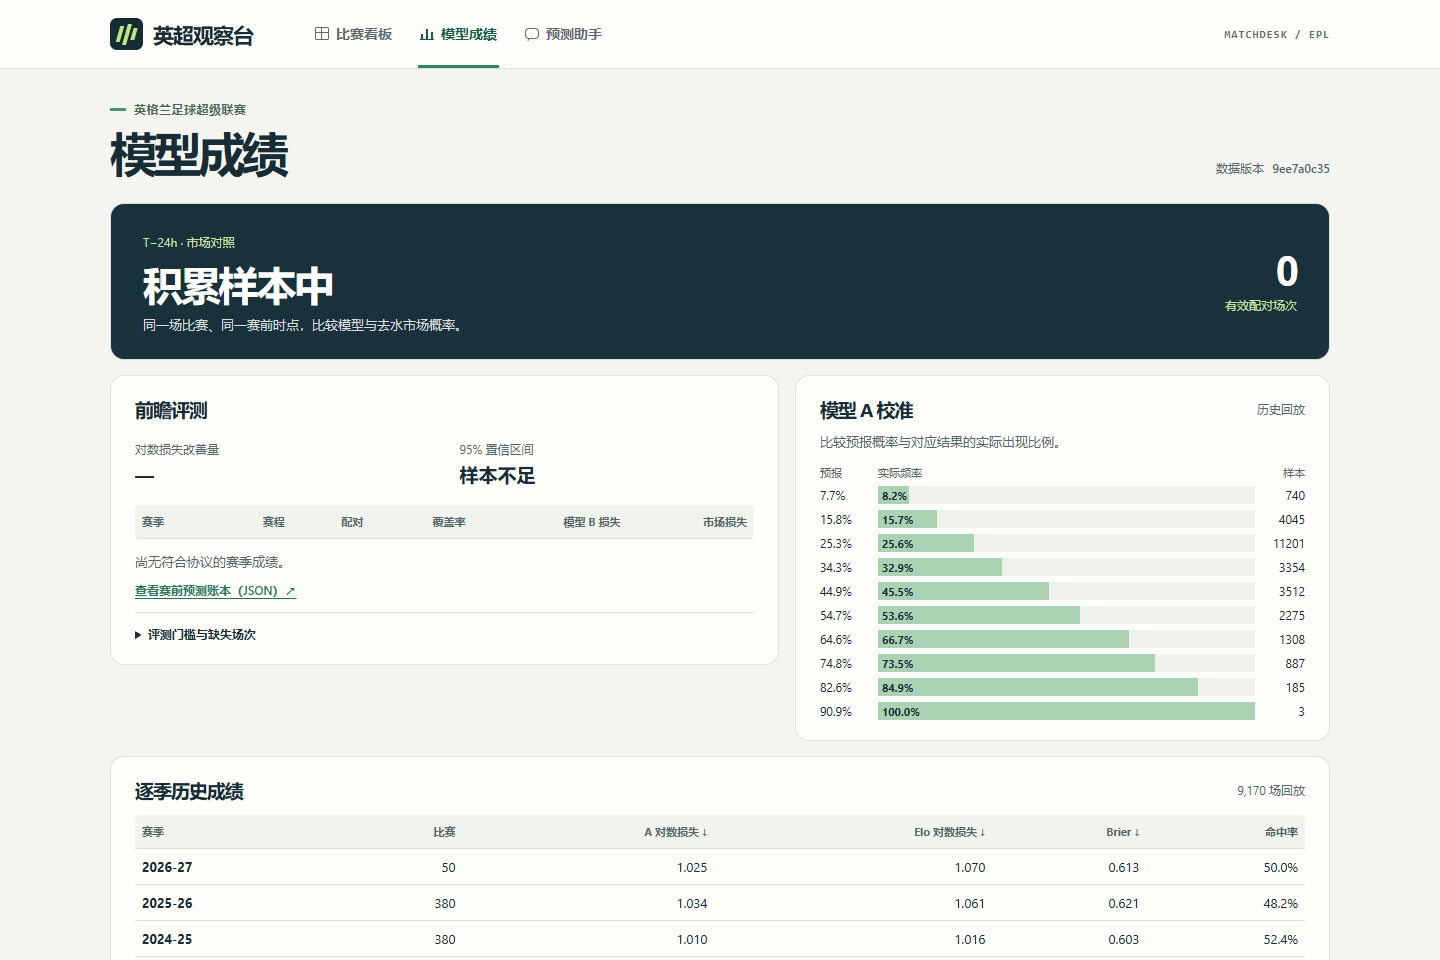 英超观察台
比赛看板
模型成绩
预测助手
MATCHDESK / EPL
英格兰足球超级联赛
模型成绩
数据版本 9ee7a0c35
T−24h · 市场对照
积累样本中
同一场比赛、同一赛前时点，比较模型与去水市场概率。
0
有效配对场次
前瞻评测
对数损失改善量
95% 置信区间
—
样本不足
赛季 赛程 配对 覆盖率 模型 B 损失 市场损失
尚无符合协议的赛季成绩。
查看赛前预测账本（JSON） ↗
▶ 评测门槛与缺失场次
模型 A 校准
历史回放
比较预报概率与对应结果的实际出现比例。
预报 实际频率 样本
7.7% 8.2% 740
15.8% 15.7% 4045
25.3% 25.6% 11201
34.3% 32.9% 3354
44.9% 45.5% 3512
54.7% 53.6% 2275
64.6% 66.7% 1308
74.8% 73.5% 887
82.6% 84.9% 185
90.9% 100.0% 3
逐季历史成绩
9,170 场回放
赛季 比赛 A 对数损失 ↓ Elo 对数损失 ↓ Brier ↓ 命中率
2026-27 50 1.025 1.070 0.613 50.0%
2025-26 380 1.034 1.061 0.621 48.2%
2024-25 380 1.010 1.016 0.603 52.4%